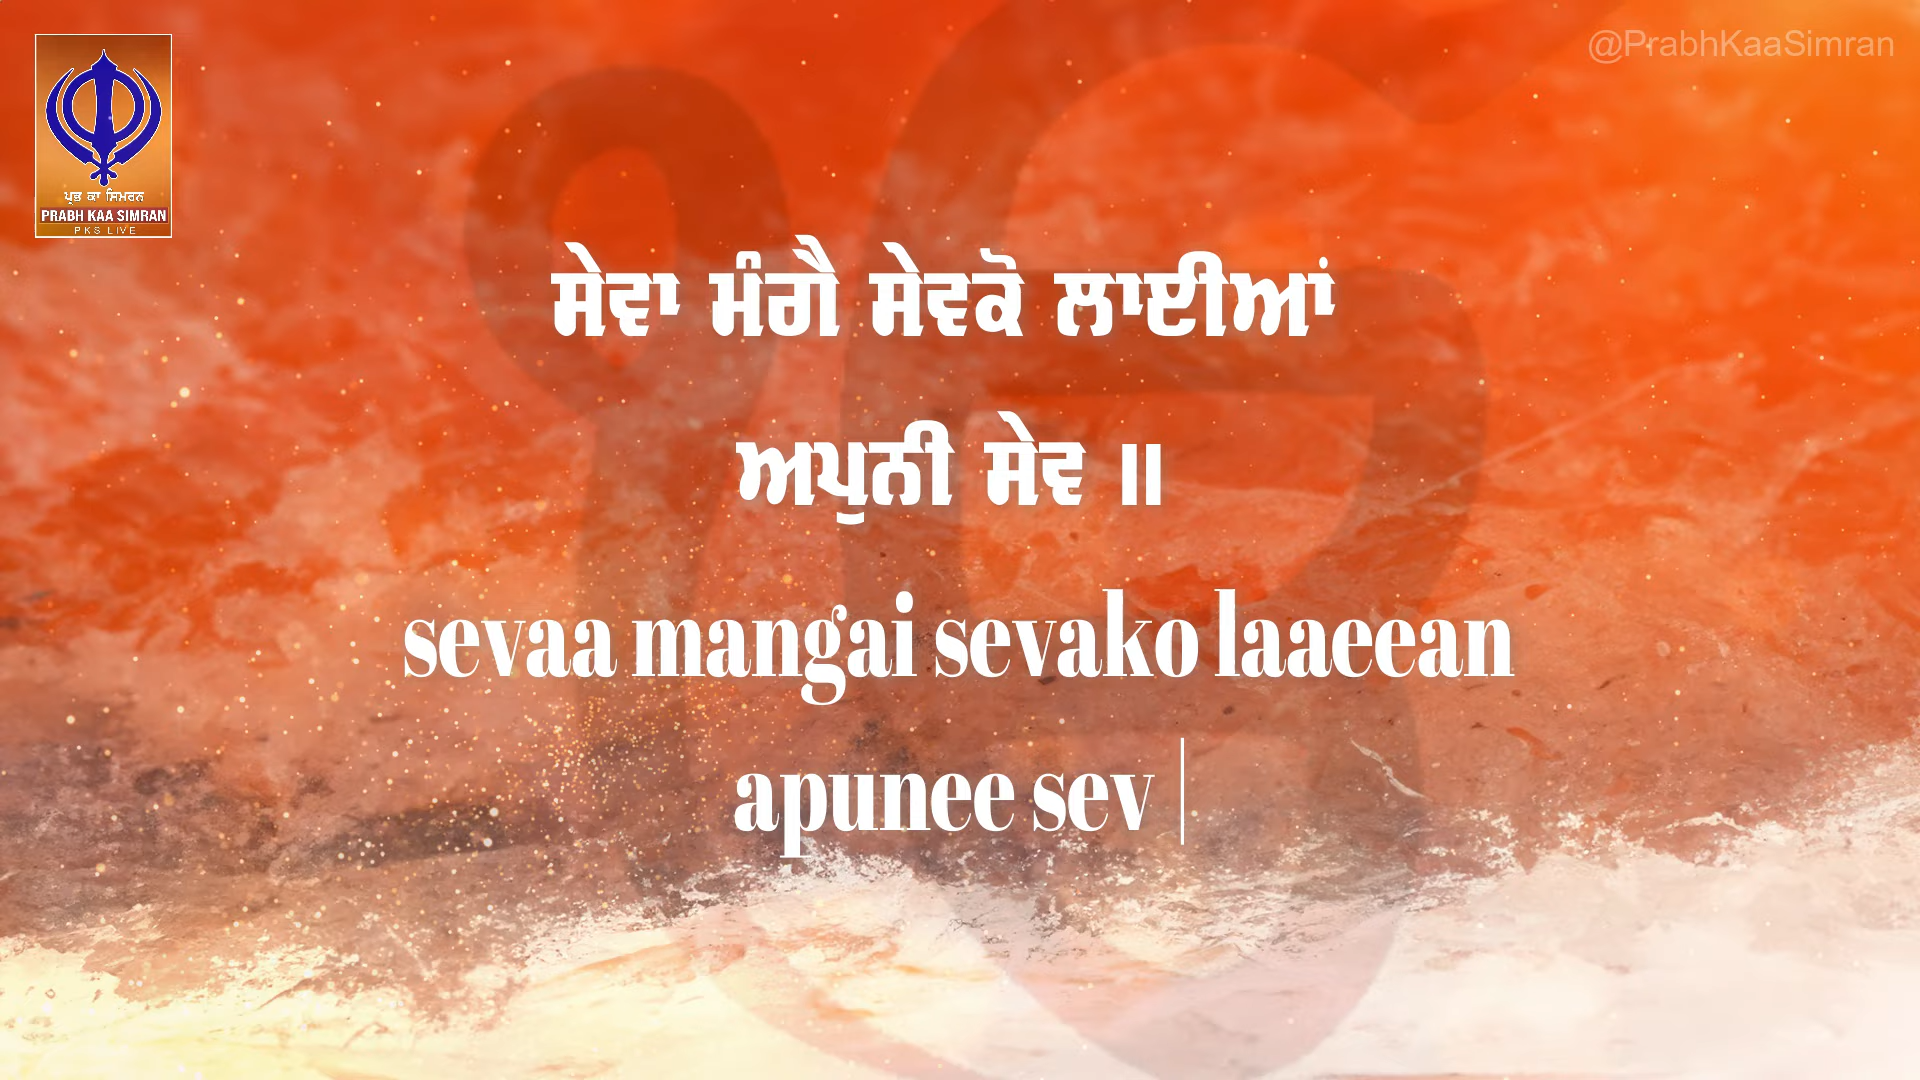 @PrabhKaaSimran
ਪ੍ਰਭ ਕਾ ਸਿਮਰਨ
PRABH KAA SIMRAN
PKS LIVE
ਸੇਵਾ ਮੰਗੈ ਸੇਵਕੋ ਲਾਈਆਂ
ਅਪੁਨੀ ਸੇਵ ॥
sevaa mangai sevako laaeean
apunee sev |